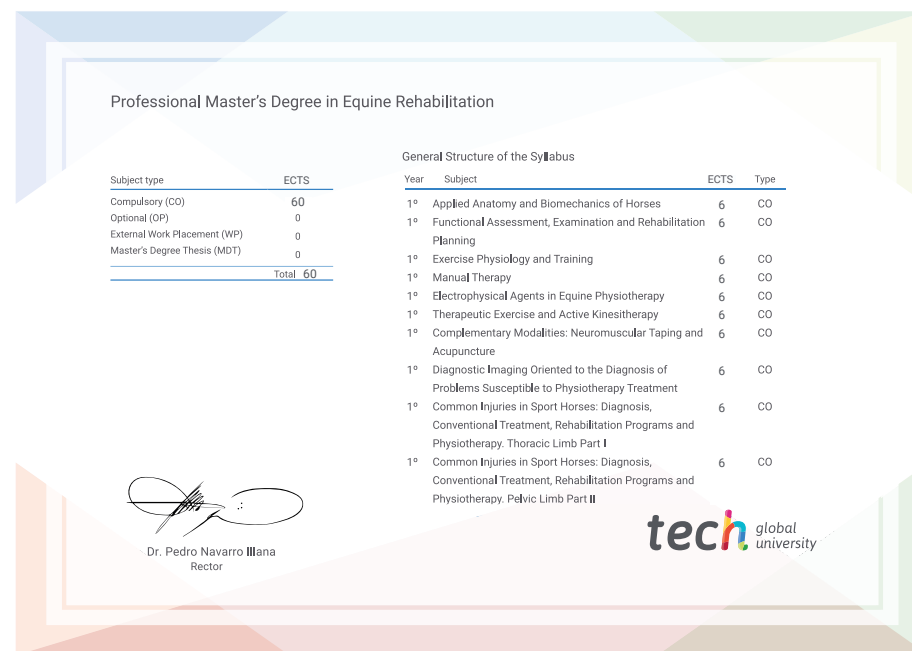 Professional Master's Degree in Equine Rehabilitation
Subject type ECTS
Compulsory (CO) 60
Optional (OP) 0
External Work Placement (WP) 0
Master's Degree Thesis (MDT) 0
Total 60
General Structure of the Syllabus
Year Subject ECTS Type
1º Applied Anatomy and Biomechanics of Horses 6 CO
1º Functional Assessment, Examination and Rehabilitation 6 CO
Planning
1º Exercise Physiology and Training 6 CO
1º Manual Therapy 6 CO
1º Electrophysical Agents in Equine Physiotherapy 6 CO
1º Therapeutic Exercise and Active Kinesitherapy 6 CO
1º Complementary Modalities: Neuromuscular Taping and 6 CO
Acupuncture
1º Diagnostic Imaging Oriented to the Diagnosis of 6 CO
Problems Susceptible to Physiotherapy Treatment
1º Common Injuries in Sport Horses: Diagnosis, 6 CO
Conventional Treatment, Rehabilitation Programs and
Physiotherapy. Thoracic Limb Part I
1º Common Injuries in Sport Horses: Diagnosis, 6 CO
Conventional Treatment, Rehabilitation Programs and
Physiotherapy. Pelvic Limb Part II
Dr. Pedro Navarro Illana
Rector
tech global
university